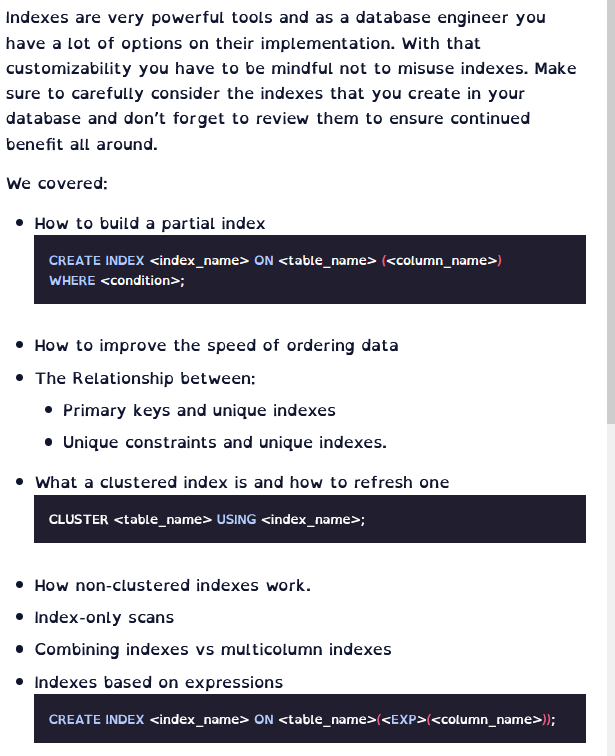 Indexes are very powerful tools and as a database engineer you
have a lot of options on their implementation. With that
customizability you have to be mindful not to misuse indexes. Make
sure to carefully consider the indexes that you create in your
database and don't forget to review them to ensure continued
benefit all around.
We covered:
• How to build a partial index
CREATE INDEX <index_name> ON <table_name> (<column_name>)
WHERE <condition>;
• How to improve the speed of ordering data
• The Relationship between:
• Primary keys and unique indexes
• Unique constraints and unique indexes.
• What a clustered index is and how to refresh one
CLUSTER <table_name> USING <index_name>;
• How non-clustered indexes work.
• Index-only scans
• Combining indexes vs multicolumn indexes
• Indexes based on expressions
CREATE INDEX <index_name> ON <table_name>(<EXP>(<column_name>));